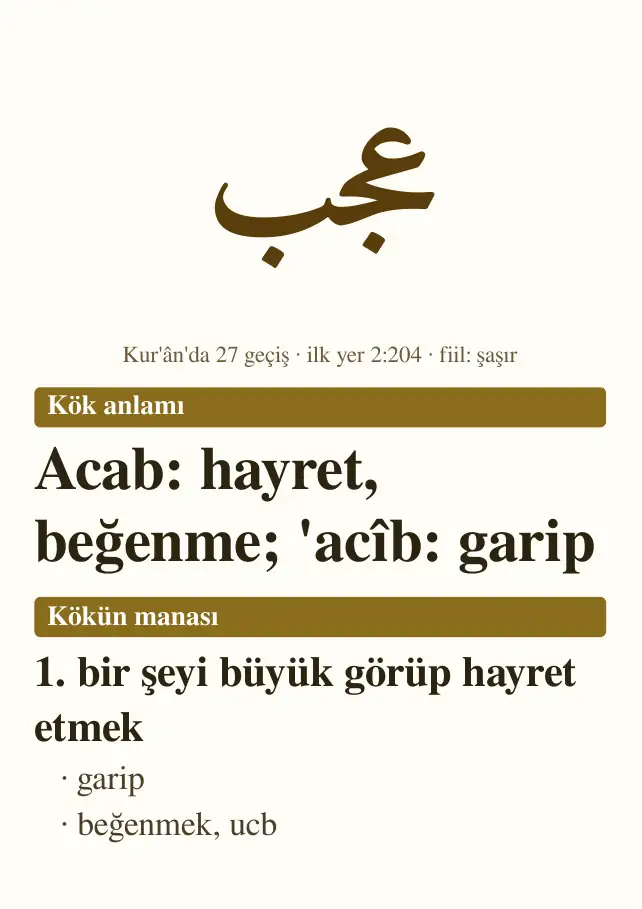 عجب
Kur'ân'da 27 geçiş · ilk yer 2:204 · fiil: şaşır
Kök anlamı
Acab: hayret,
beğenme; 'acîb: garip
Kökün manası
1. bir şeyi büyük görüp hayret
etmek
· garip
· beğenmek, ucb